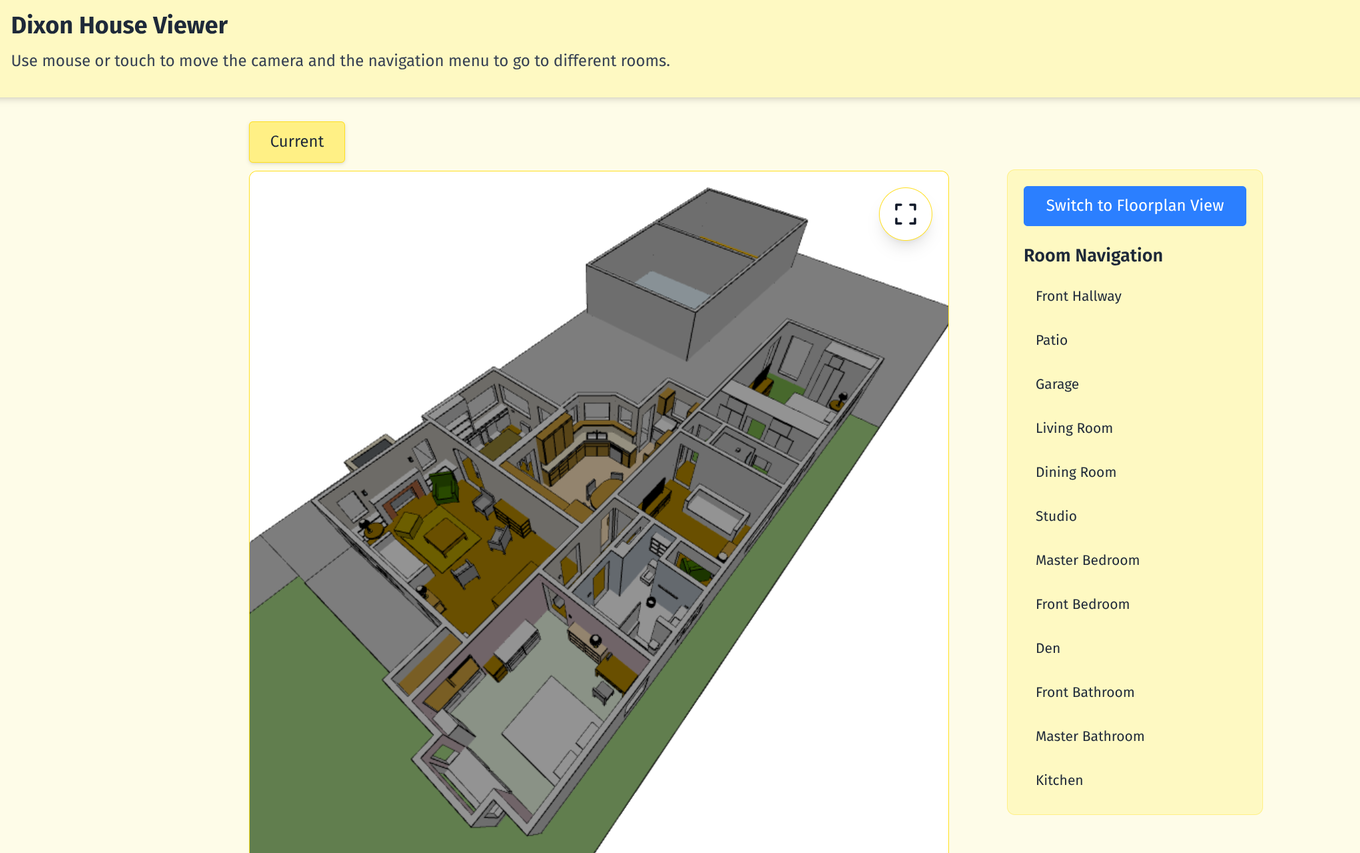 Dixon House Viewer
Use mouse or touch to move the camera and the navigation menu to go to different rooms.
Current
Switch to Floorplan View
Room Navigation
Front Hallway
Patio
Garage
Living Room
Dining Room
Studio
Master Bedroom
Front Bedroom
Den
Front Bathroom
Master Bathroom
Kitchen